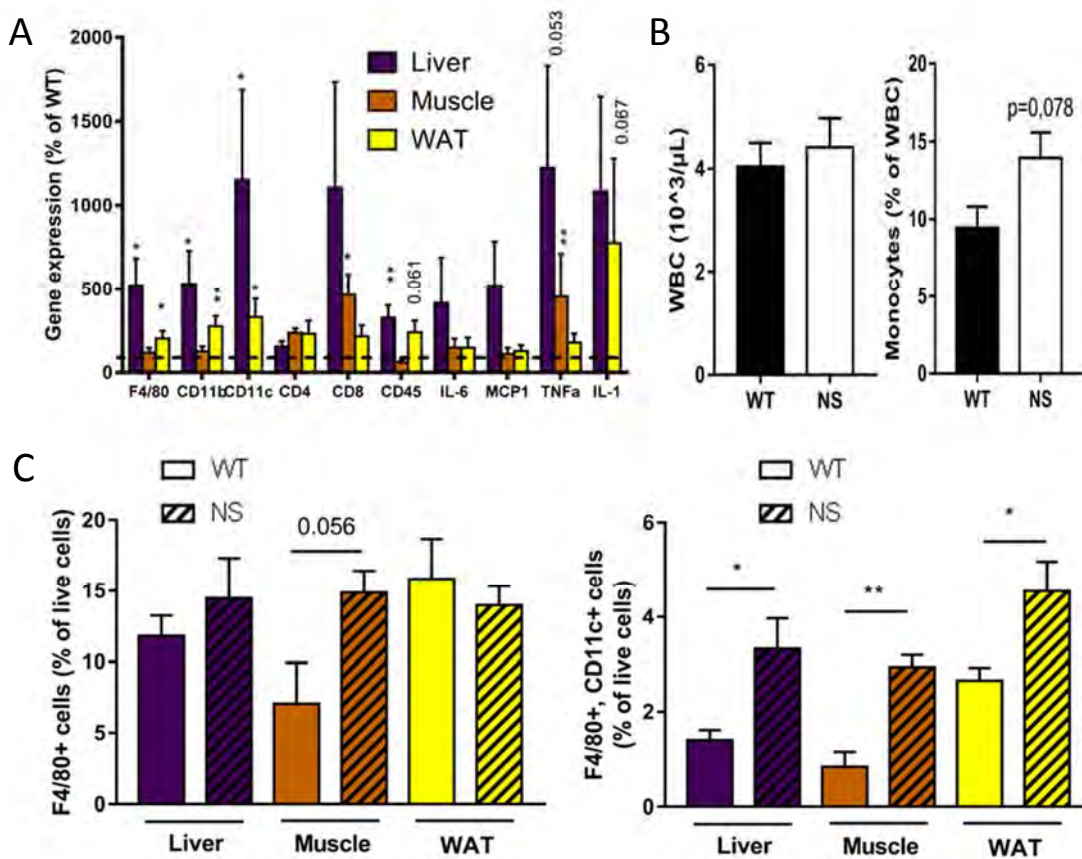 A
Gene expression (% of WT)
2000
1500
1000
500
0
Liver
Muscle
WAT
*
*
*
*
**
*
*
**
0.061
0.053
**
0.067
F4/80 CD11b CD11c CD4 CD8 CD45 IL-6 MCP1 TNFa IL-1
B
WBC (10^3/µL)
6
4
2
0
WT NS
Monocytes (% of WBC)
20
15
10
5
0
p=0,078
WT NS
C
WT
NS
F4/80+ cells (% of live cells)
20
15
10
5
0
0.056
Liver Muscle WAT
WT
NS
F4/80+, CD11c+ cells
(% of live cells)
6
4
2
0
*
**
*
Liver Muscle WAT